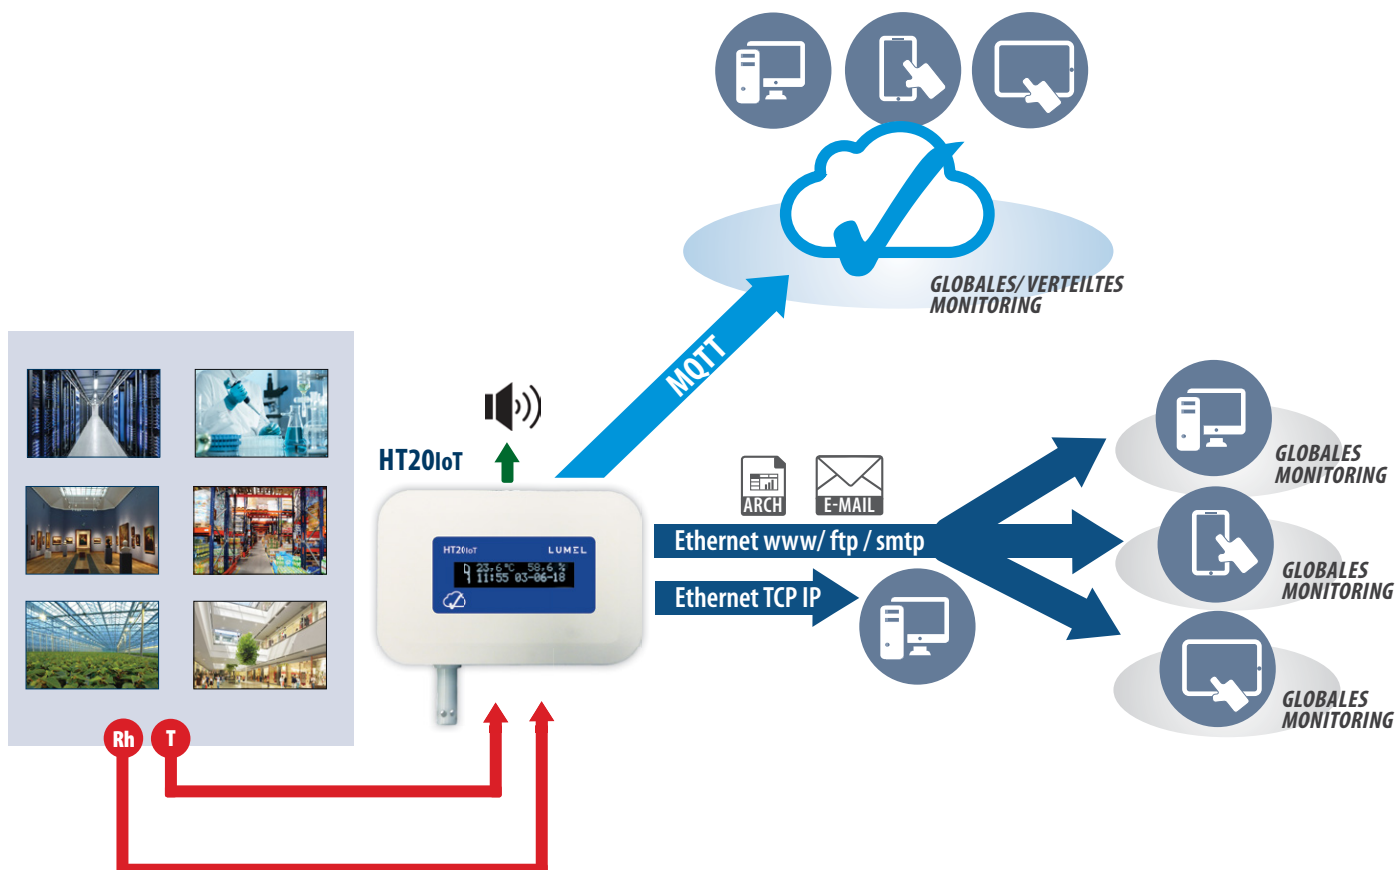 GLOBALES/ VERTEILTES
MONITORING
MQTT
HT20IoT
ARCH
E-MAIL
GLOBALES
MONITORING
Ethernet www/ ftp / smtp
Ethernet TCP IP
HT20IoT
LUMEL
23,6°C 58.6 %
11:55 03-06-18
GLOBALES
MONITORING
GLOBALES
MONITORING
Rh
T